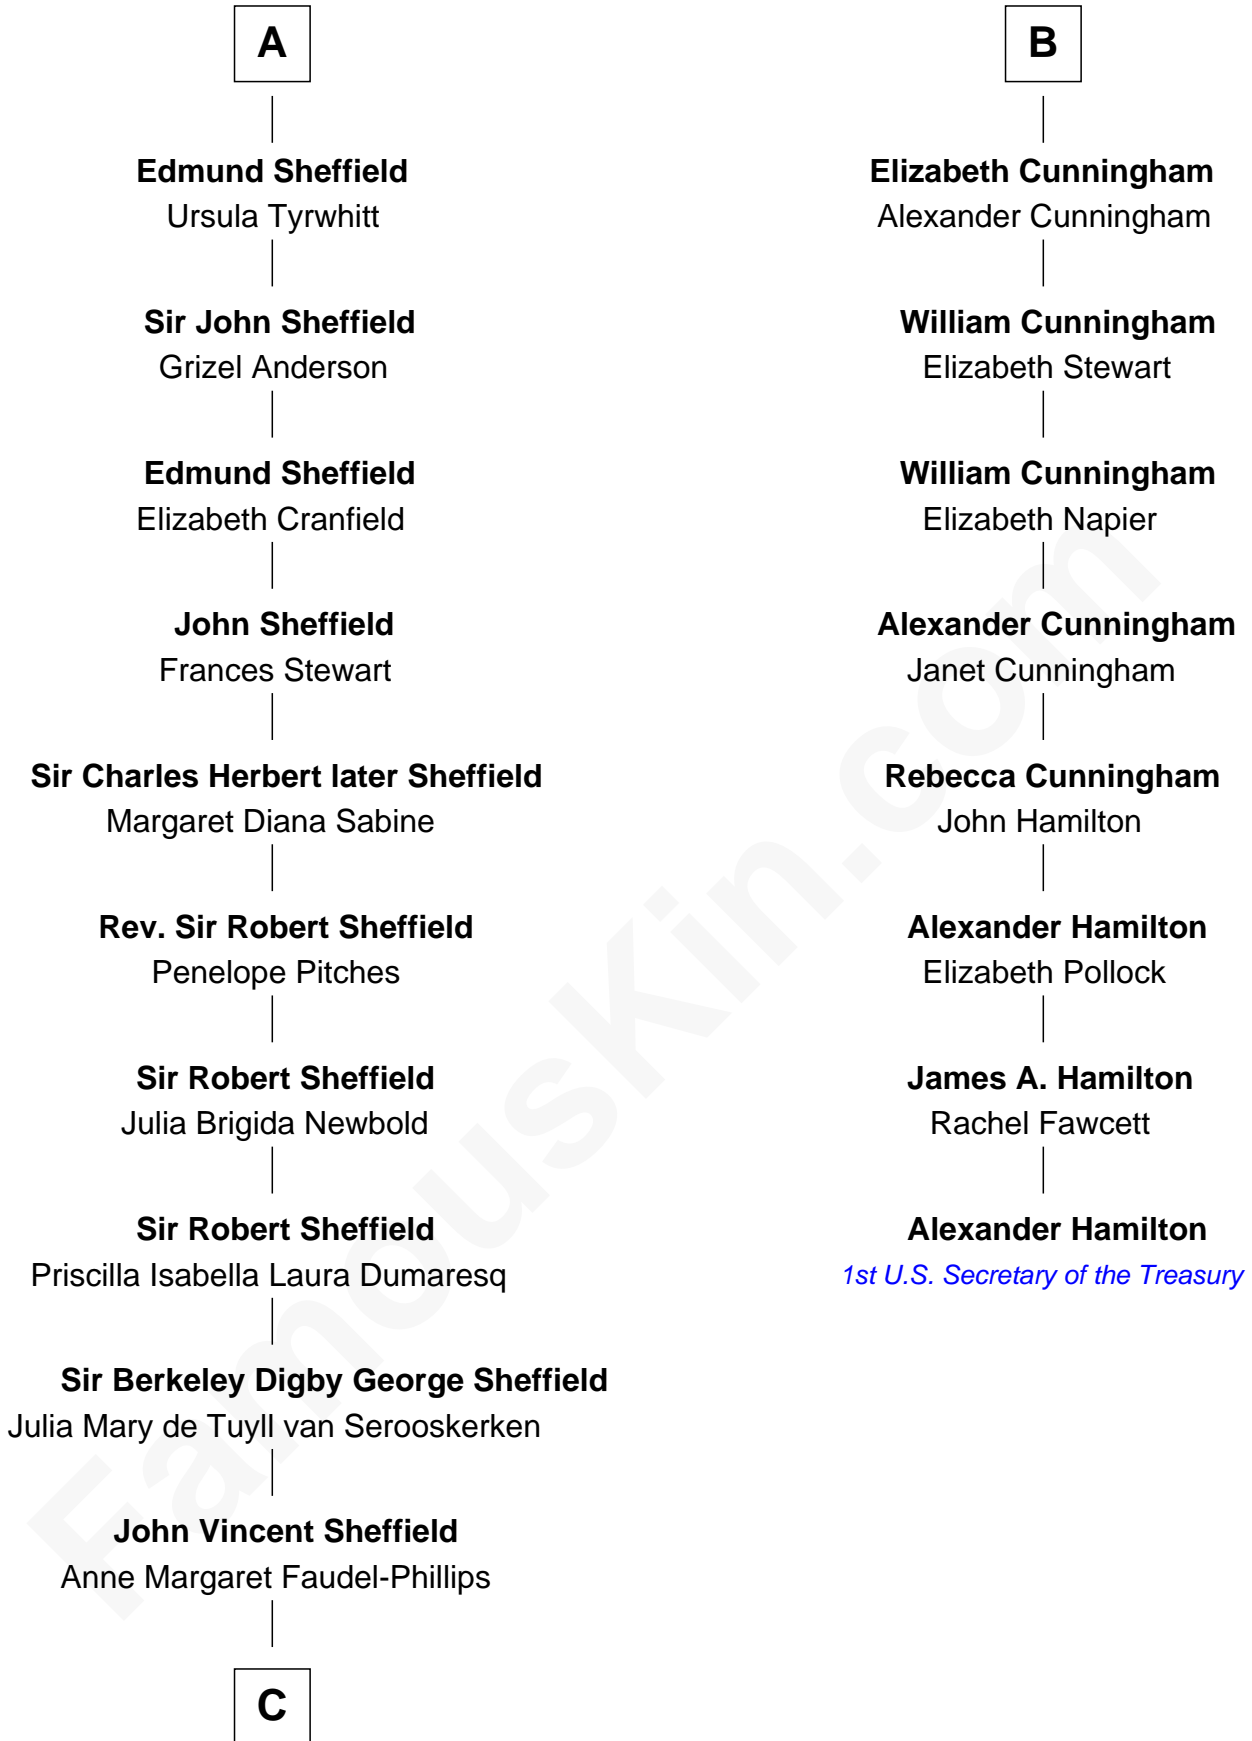 A
Edmund Sheffield
Ursula Tyrwhitt
Sir John Sheffield
Grizel Anderson
Edmund Sheffield
Elizabeth Cranfield
John Sheffield
Frances Stewart
Sir Charles Herbert later Sheffield
Margaret Diana Sabine
Rev. Sir Robert Sheffield
Penelope Pitches
Sir Robert Sheffield
Julia Brigida Newbold
Sir Robert Sheffield
Priscilla Isabella Laura Dumaresq
Sir Berkeley Digby George Sheffield
Julia Mary de Tuyll van Serooskerken
John Vincent Sheffield
Anne Margaret Faudel-Phillips
C
B
Elizabeth Cunningham
Alexander Cunningham
William Cunningham
Elizabeth Stewart
William Cunningham
Elizabeth Napier
Alexander Cunningham
Janet Cunningham
Rebecca Cunningham
John Hamilton
Alexander Hamilton
Elizabeth Pollock
James A. Hamilton
Rachel Fawcett
Alexander Hamilton
1st U.S. Secretary of the Treasury
FamousKin.com